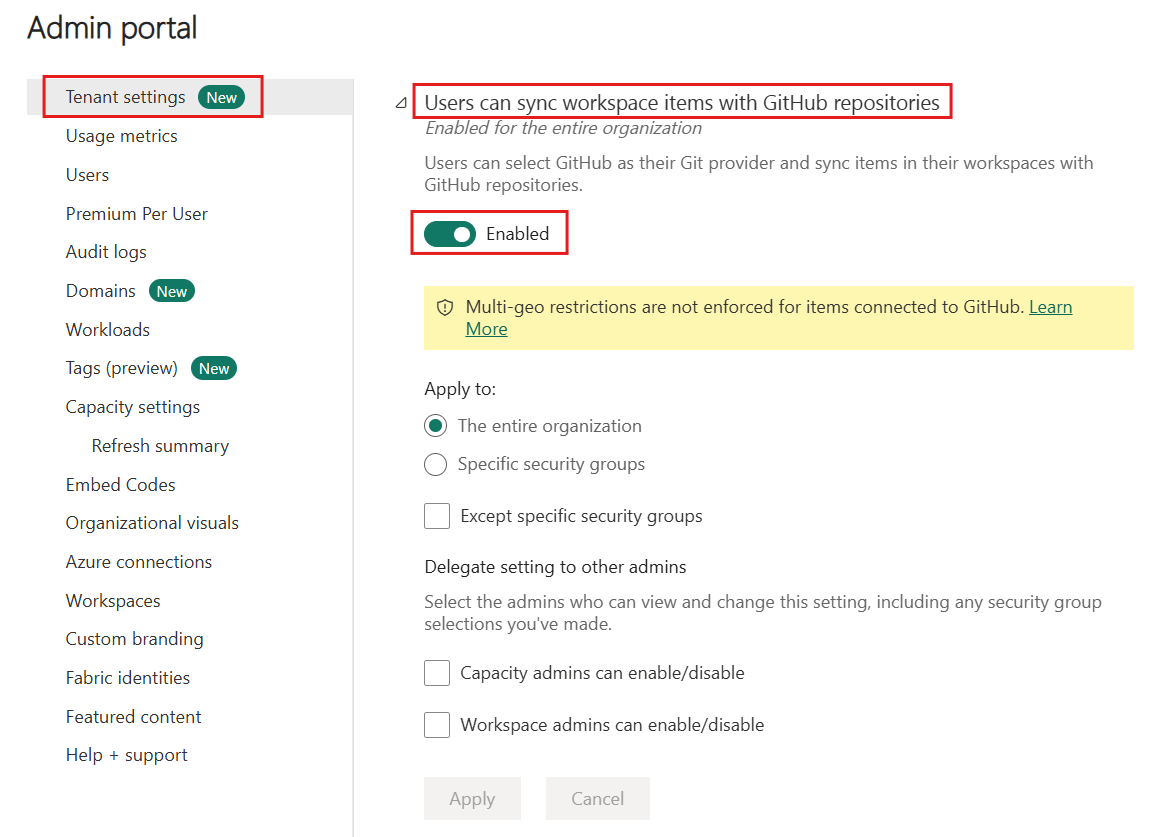 Admin portal
Tenant settings New
Usage metrics
Users
Premium Per User
Audit logs
Domains New
Workloads
Tags (preview) New
Capacity settings
Refresh summary
Embed Codes
Organizational visuals
Azure connections
Workspaces
Custom branding
Fabric identities
Featured content
Help + support
Users can sync workspace items with GitHub repositories
Enabled for the entire organization
Users can select GitHub as their Git provider and sync items in their workspaces with
GitHub repositories.
Enabled
Multi-geo restrictions are not enforced for items connected to GitHub. Learn
More
Apply to:
The entire organization
Specific security groups
Except specific security groups
Delegate setting to other admins
Select the admins who can view and change this setting, including any security group
selections you've made.
Capacity admins can enable/disable
Workspace admins can enable/disable
Apply Cancel